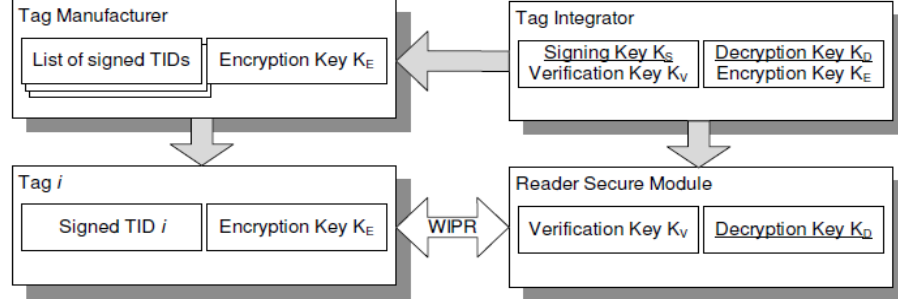 Tag Manufacturer
List of signed TIDs
Encryption Key KE
Tag Integrator
Signing Key KS
Verification Key KV
Decryption Key KD
Encryption Key KE
Tag i
Signed TID i
Encryption Key KE
WIPR
Reader Secure Module
Verification Key KV
Decryption Key KD